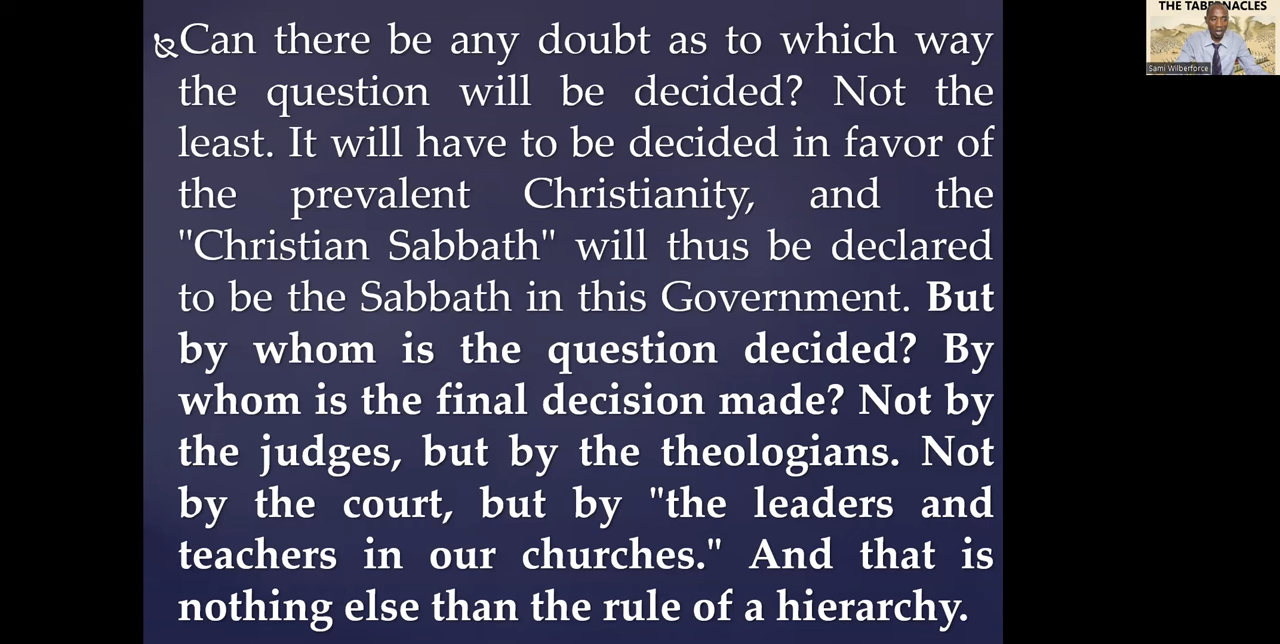 Can there be any doubt as to which way
the question will be decided? Not the
least. It will have to be decided in favor of
the prevalent Christianity, and the
"Christian Sabbath" will thus be declared
to be the Sabbath in this Government. But
by whom is the question decided? By
whom is the final decision made? Not by
the judges, but by the theologians. Not
by the court, but by "the leaders and
teachers in our churches." And that is
nothing else than the rule of a hierarchy.
THE TABERNACLES
Sami Wilberforce